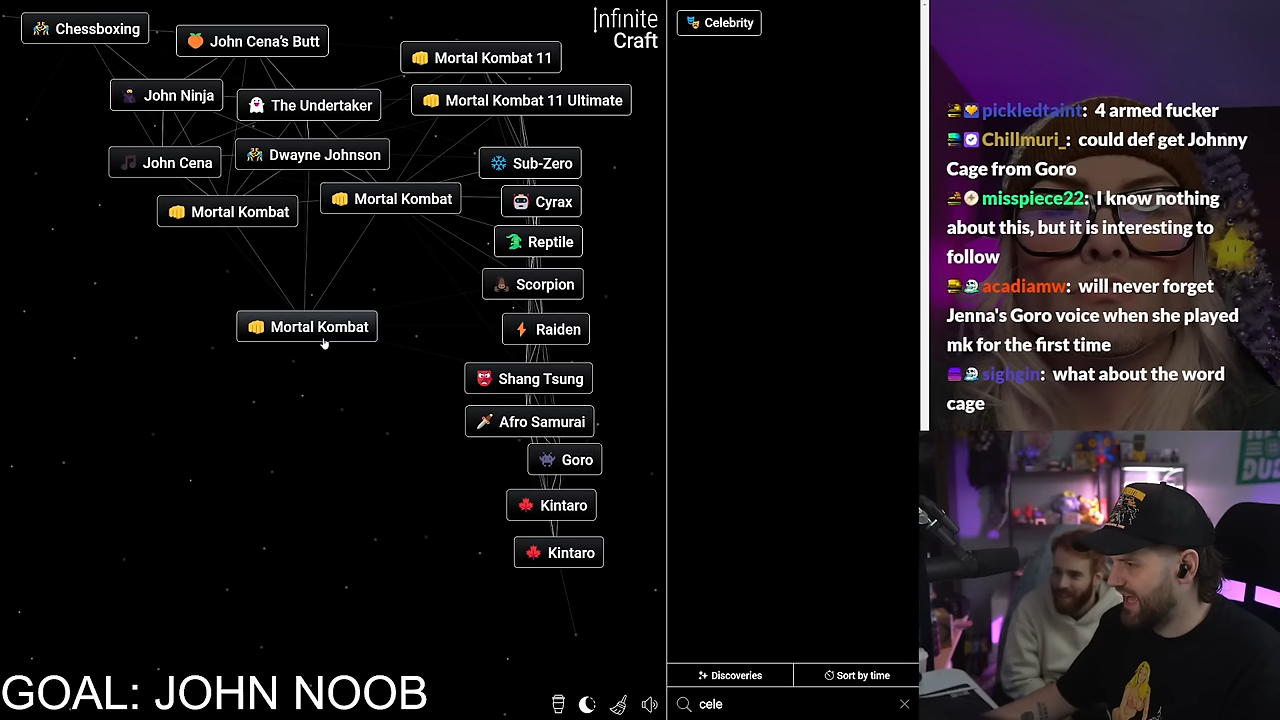 Chessboxing
John Cena's Butt
Mortal Kombat 11
John Ninja
The Undertaker
Mortal Kombat 11 Ultimate
John Cena
Dwayne Johnson
Sub-Zero
Mortal Kombat
Mortal Kombat
Cyrax
Reptile
Scorpion
Mortal Kombat
Raiden
Shang Tsung
Afro Samurai
Goro
Kintaro
Kintaro
Infinite
Craft
GOAL: JOHN NOOB
Celebrity
Discoveries
Sort by time
cele
pickledtaint: 4 armed fucker
Chillmuri_: could def get Johnny
Cage from Goro
misspiece22: I know nothing
about this, but it is interesting to
follow
acadiamw: will never forget
Jenna's Goro voice when she played
mk for the first time
sighgin: what about the word
cage